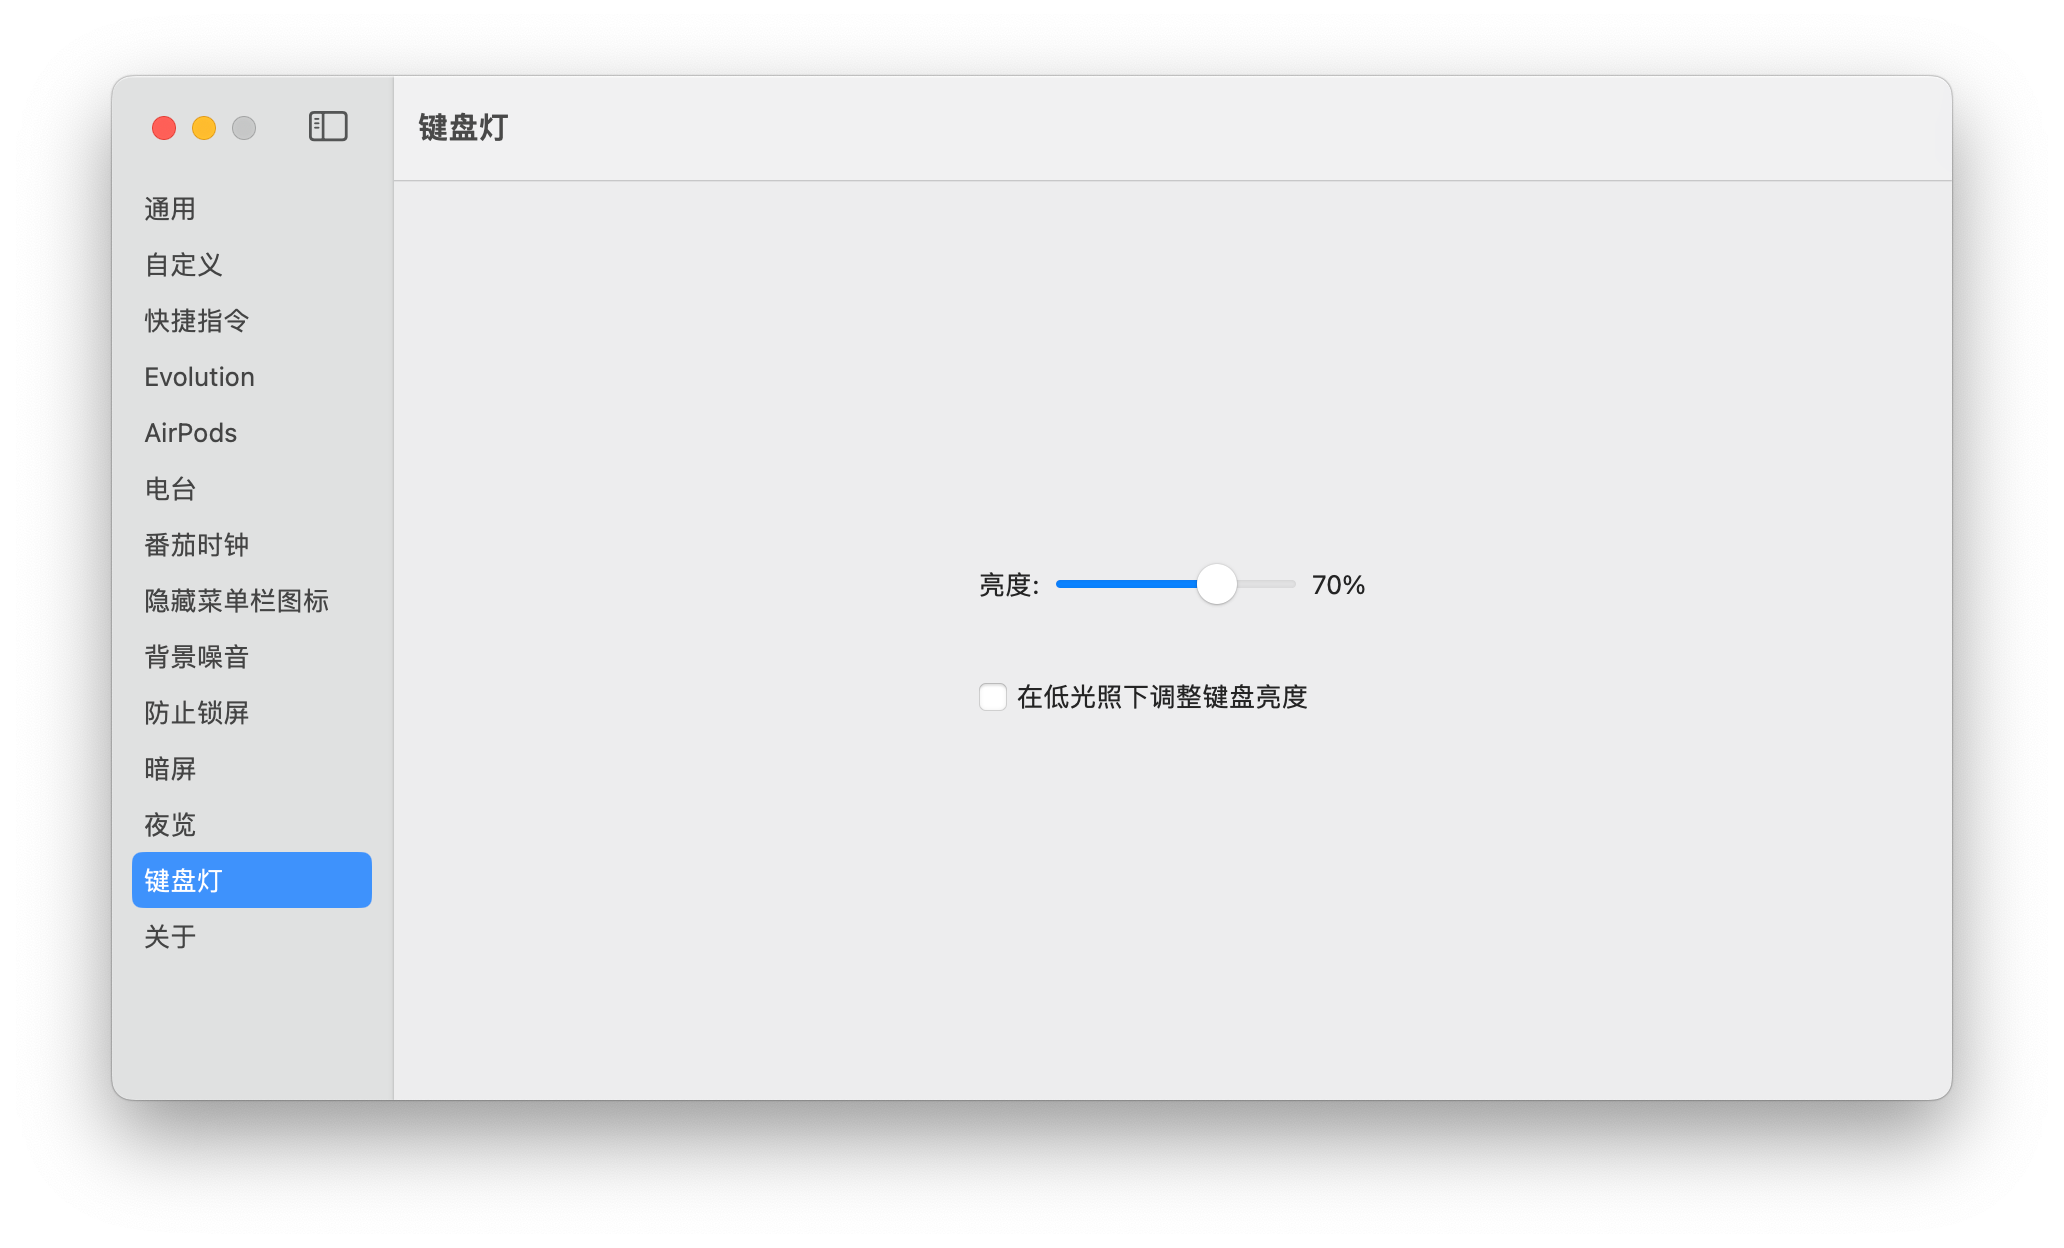 键盘灯
通用
自定义
快捷指令
Evolution
AirPods
电台
番茄时钟
隐藏菜单栏图标
背景噪音
防止锁屏
暗屏
夜览
键盘灯
关于
亮度: 70%
在低光照下调整键盘亮度